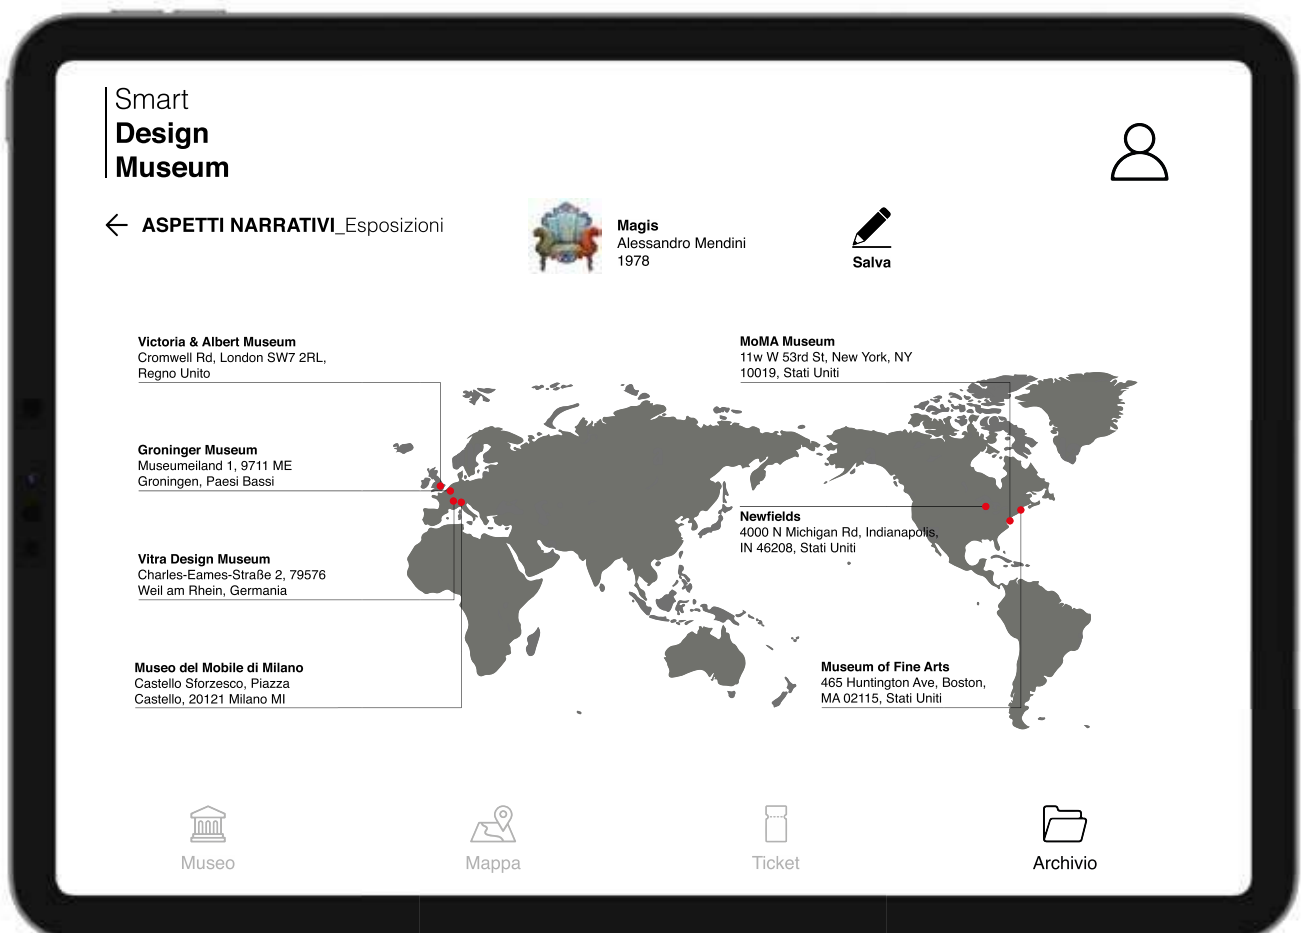 Smart
Design
Museum
ASPETTI NARRATIVI_Esposizioni
Magis
Alessandro Mendini
1978
Salva
Victoria & Albert Museum
Cromwell Rd, London SW7 2RL,
Regno Unito
MoMA Museum
11w W 53rd St, New York, NY
10019, Stati Uniti
Groninger Museum
Museumeiland 1, 9711 ME
Groningen, Paesi Bassi
Newfields
4000 N Michigan Rd, Indianapolis,
IN 46208, Stati Uniti
Vitra Design Museum
Charles-Eames-Straße 2, 79576
Weil am Rhein, Germania
Museo del Mobile di Milano
Castello Sforzesco, Piazza
Castello, 20121 Milano MI
Museum of Fine Arts
465 Huntington Ave, Boston,
MA 02115, Stati Uniti
Museo
Mappa
Ticket
Archivio